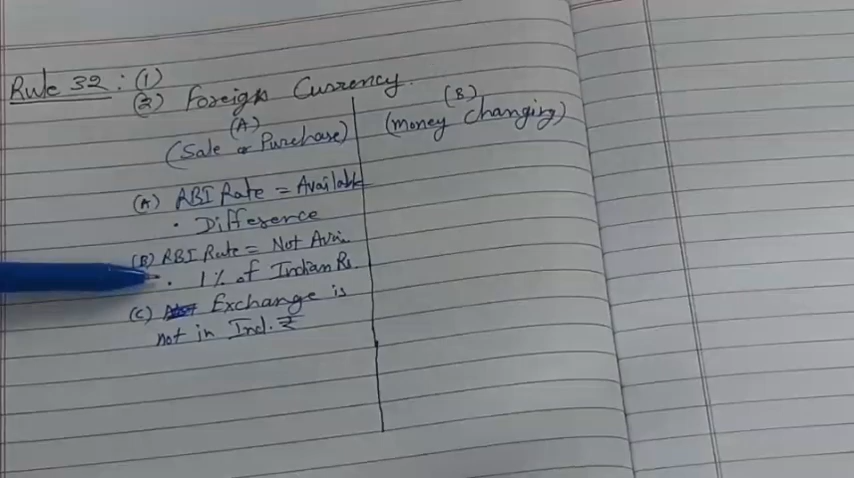 Rule 32 : (1)
(2) Foreign Currency.
(A)
(Sale or Purchase)
(B)
(money changing)
(A) RBI Rate = Available
. Difference
(B) RBI Rate = Not Avai.
. 1% of Indian Rs.
(C) Exchange is
not in Ind. ₹